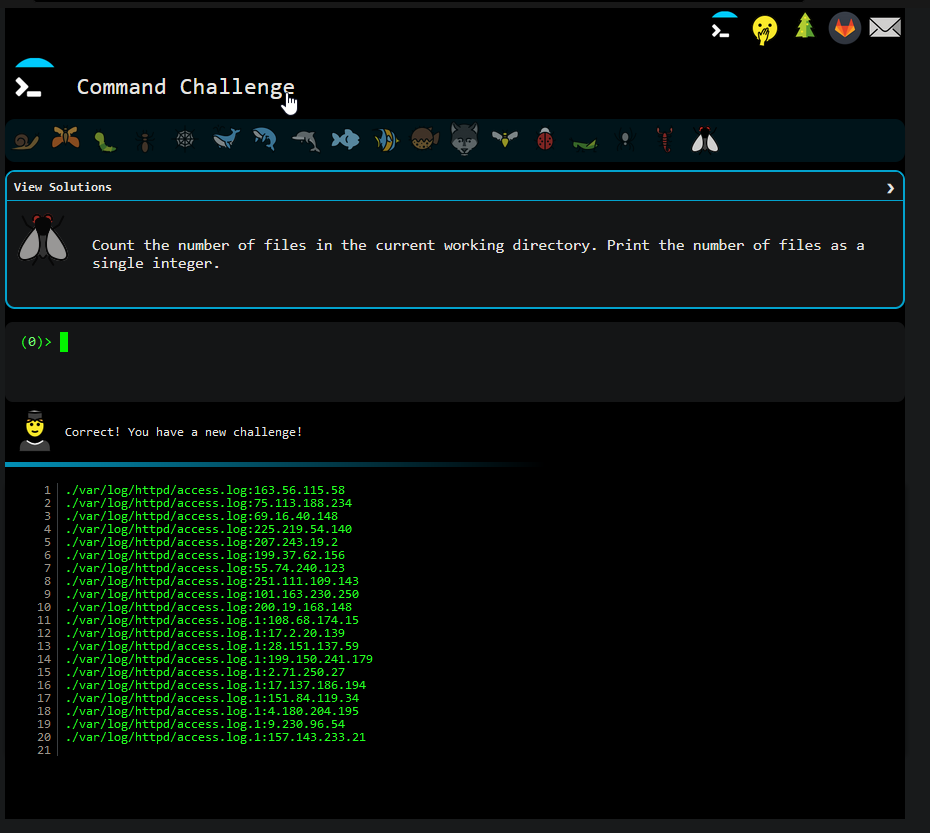 Command Challenge
View Solutions
Count the number of files in the current working directory. Print the number of files as a
single integer.
(0)>
Correct! You have a new challenge!
1 ./var/log/httpd/access.log:163.56.115.58
2 ./var/log/httpd/access.log:75.113.188.234
3 ./var/log/httpd/access.log:69.16.40.148
4 ./var/log/httpd/access.log:225.219.54.140
5 ./var/log/httpd/access.log:207.243.19.2
6 ./var/log/httpd/access.log:199.37.62.156
7 ./var/log/httpd/access.log:55.74.240.123
8 ./var/log/httpd/access.log:251.111.109.143
9 ./var/log/httpd/access.log:101.163.230.250
10 ./var/log/httpd/access.log:200.19.168.148
11 ./var/log/httpd/access.log.1:108.68.174.15
12 ./var/log/httpd/access.log.1:17.2.20.139
13 ./var/log/httpd/access.log.1:28.151.137.59
14 ./var/log/httpd/access.log.1:199.150.241.179
15 ./var/log/httpd/access.log.1:2.71.250.27
16 ./var/log/httpd/access.log.1:17.137.186.194
17 ./var/log/httpd/access.log.1:151.84.119.34
18 ./var/log/httpd/access.log.1:4.180.204.195
19 ./var/log/httpd/access.log.1:9.230.96.54
20 ./var/log/httpd/access.log.1:157.143.233.21
21